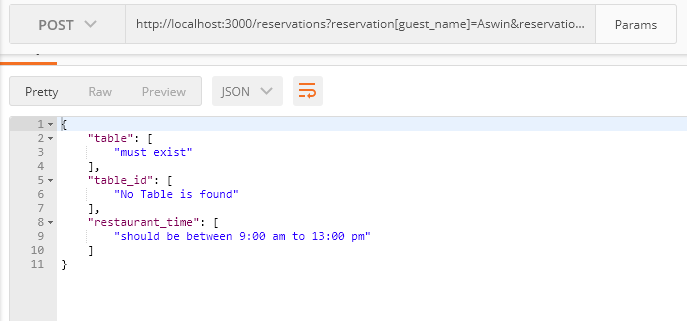 POST http://localhost:3000/reservations?reservation[guest_name]=Aswin&reservatio... Params
Pretty Raw Preview JSON
1 {
2 "table": [
3 "must exist"
4 ],
5 "table_id": [
6 "No Table is found"
7 ],
8 "restaurant_time": [
9 "should be between 9:00 am to 13:00 pm"
10 ]
11 }